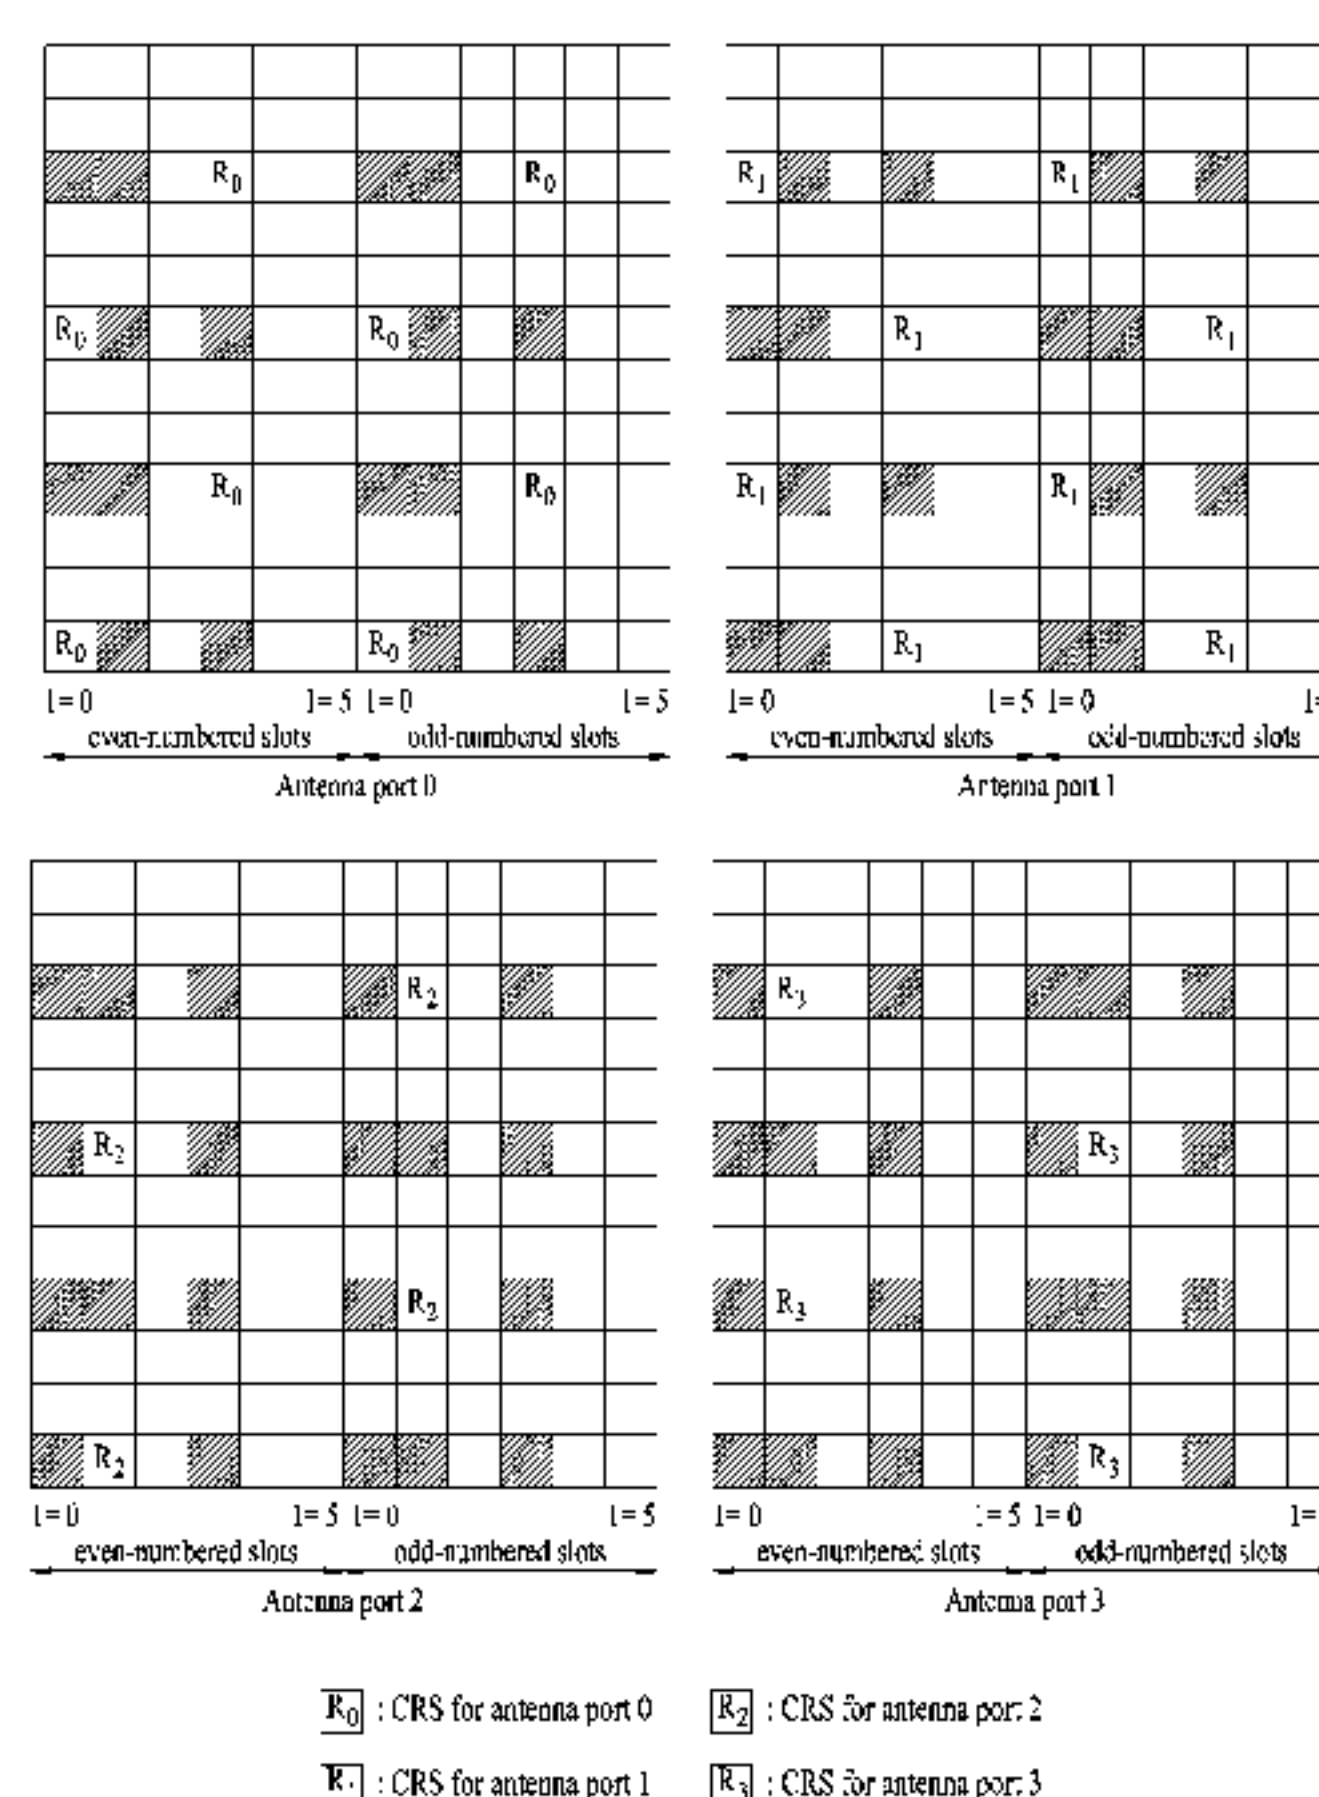 R0 R0 R1 R1
R0 R0 R1 R1
R0 R0 R1 R1
R0 R0 R1 R1
l=0 l=5 l=0 l=5 l=0 l=5 l=0 l=
even-numbered slots odd-numbered slots even-numbered slots odd-numbered slots
Antenna port 0 Antenna port 1
R2 R3
R2 R3
R2 R3
R2 R3
l=0 l=5 l=0 l=5 l=0 l=5 l=0 l=
even-numbered slots odd-numbered slots even-numbered slots odd-numbered slots
Antenna port 2 Antenna port 3
R0 : CRS for antenna port 0 R2 : CRS for antenna port 2
R1 : CRS for antenna port 1 R3 : CRS for antenna port 3